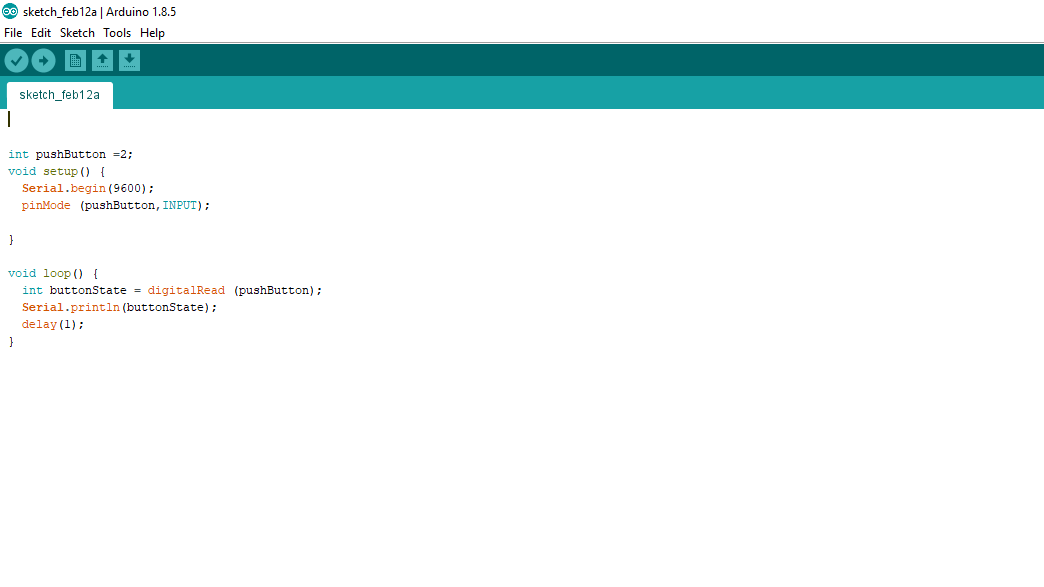 sketch_feb12a | Arduino 1.8.5
File Edit Sketch Tools Help
sketch_feb12a
int pushButton =2;
void setup() {
  Serial.begin(9600);
  pinMode (pushButton,INPUT);
}
void loop() {
  int buttonState = digitalRead (pushButton);
  Serial.println(buttonState);
  delay(1);
}